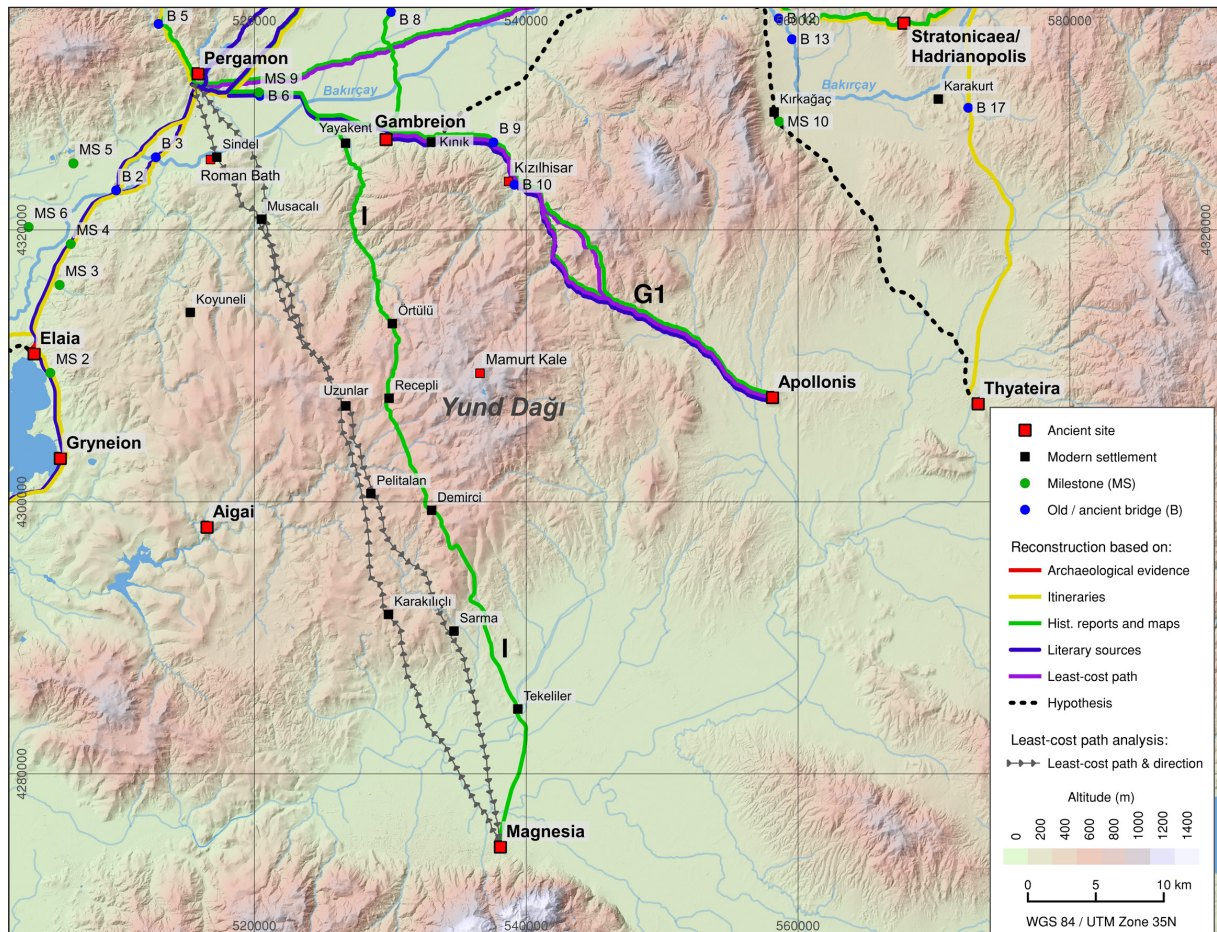 B 5
520000
B 8
540000
B 12
560000
580000
Stratonicaea/
Hadrianopolis
B 13
Pergamon
MS 9
B 6
Bakırçay
Bakırçay
Karakurt
Kırkağaç
B 17
MS 10
Yayakent
Gambreion
Kınık
B 9
MS 5
B 3
Sindel
Roman Bath
Kızılhisar
B 10
B 2
MS 6
Musacalı
I
4320000
4320000
MS 4
MS 3
Koyuneli
G1
Örtülü
Elaia
MS 2
Mamurt Kale
Uzunlar
Recepli
Yund Dağı
Apollonis
Thyateira
Gryneion
Pelitalan
Demirci
4300000
Aigai
Karakılıçlı
Sarma
I
Tekeliler
4280000
Magnesia
520000
540000
560000
Ancient site
Modern settlement
Milestone (MS)
Old / ancient bridge (B)
Reconstruction based on:
Archaeological evidence
Itineraries
Hist. reports and maps
Literary sources
Least-cost path
Hypothesis
Least-cost path analysis:
Least-cost path & direction
Altitude (m)
0 200 400 600 800 1000 1200 1400
0 5 10 km
WGS 84 / UTM Zone 35N